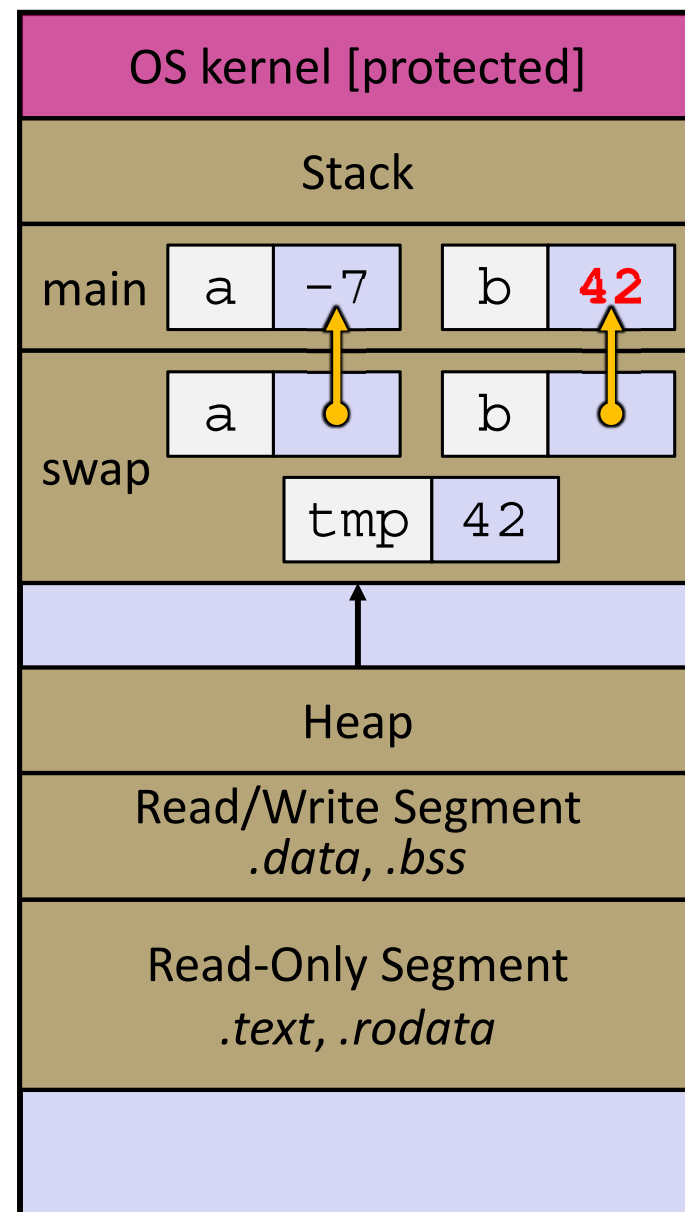 OS kernel [protected]
Stack
main a -7 b 42
a b
swap
tmp 42
Heap
Read/Write Segment
.data, .bss
Read-Only Segment
.text, .rodata